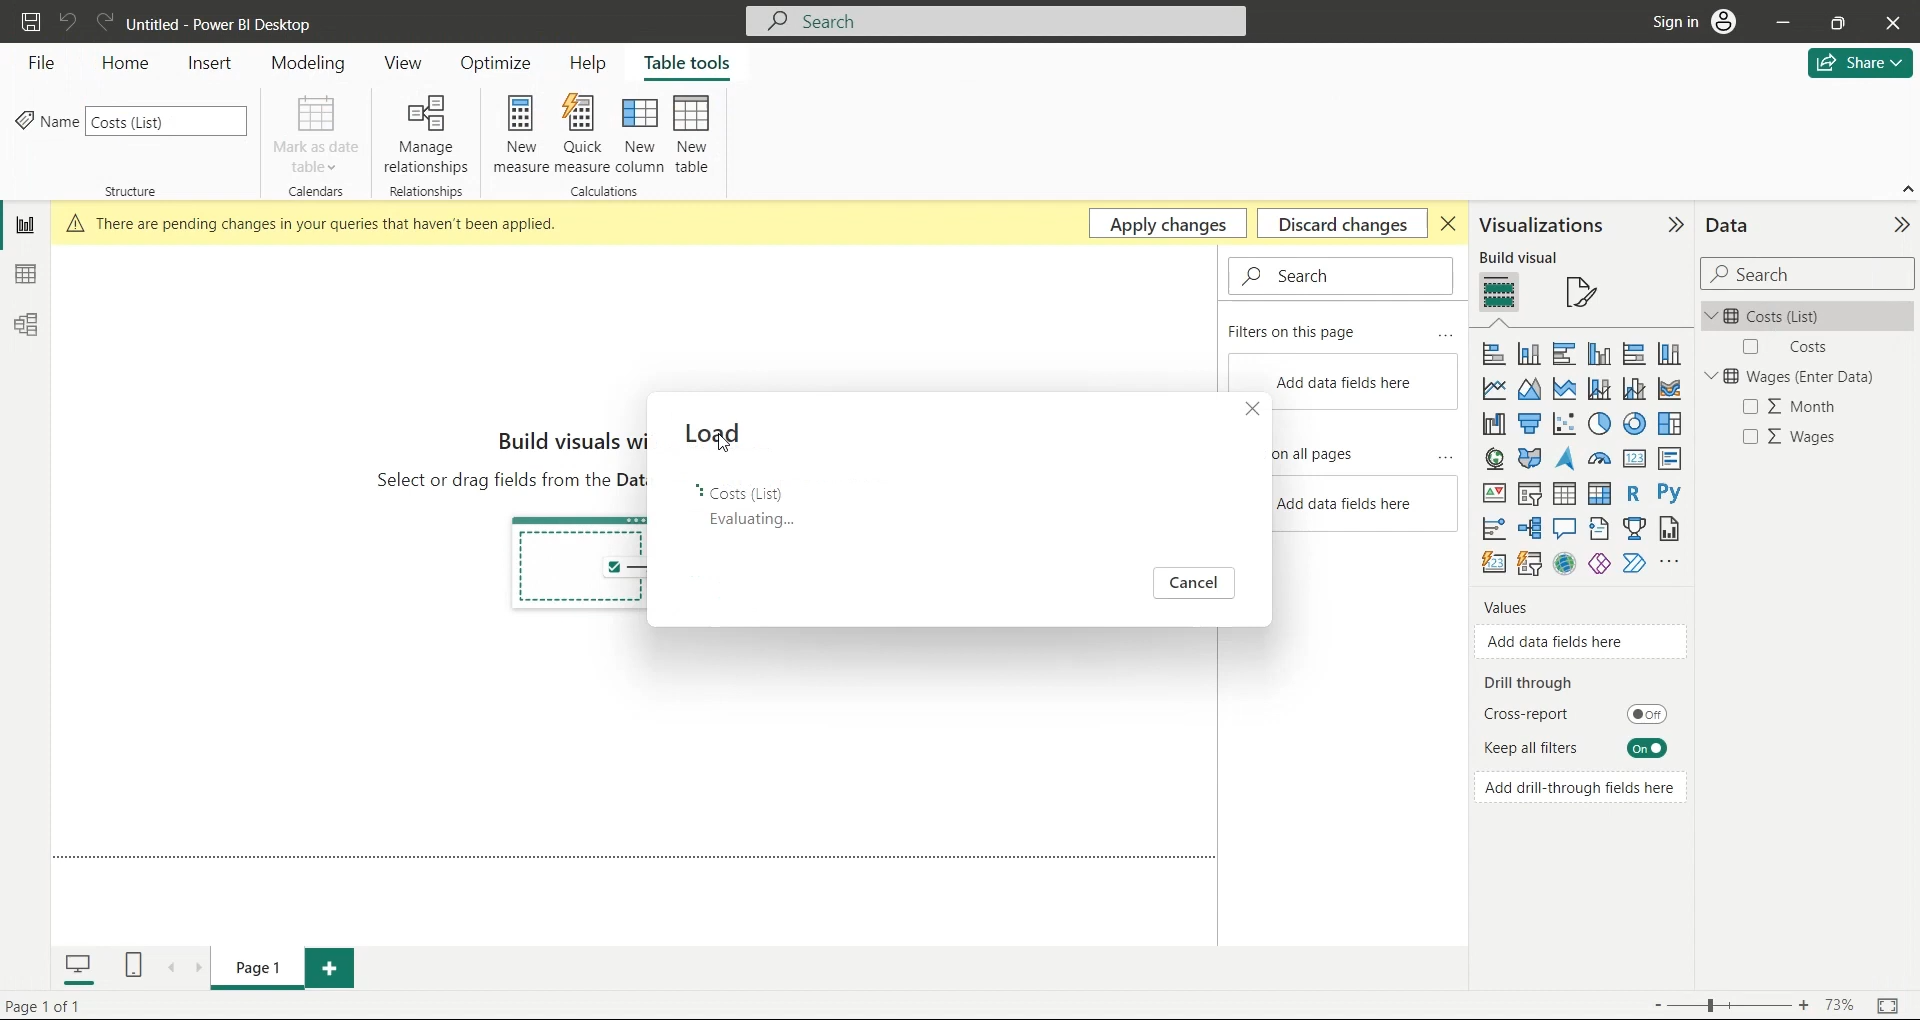 Untitled - Power BI Desktop
Search
Sign in
File
Home
Insert
Modeling
View
Optimize
Help
Table tools
Share
Name
Costs (List)
Mark as date
table
Manage
relationships
New
measure
Quick
measure
New
column
New
table
Structure
Calendars
Relationships
Calculations
There are pending changes in your queries that haven't been applied.
Apply changes
Discard changes
Build visuals wi
Select or drag fields from the Data
Load
Costs (List)
Evaluating...
Cancel
Search
Filters on this page
...
Add data fields here
on all pages
...
Add data fields here
Visualizations
Build visual
123
R
Py
123
...
Values
Add data fields here
Drill through
Cross-report
Off
Keep all filters
On
Add drill-through fields here
Data
Search
Costs (List)
Costs
Wages (Enter Data)
Σ Month
Σ Wages
Page 1
+
Page 1 of 1
-
+
73%